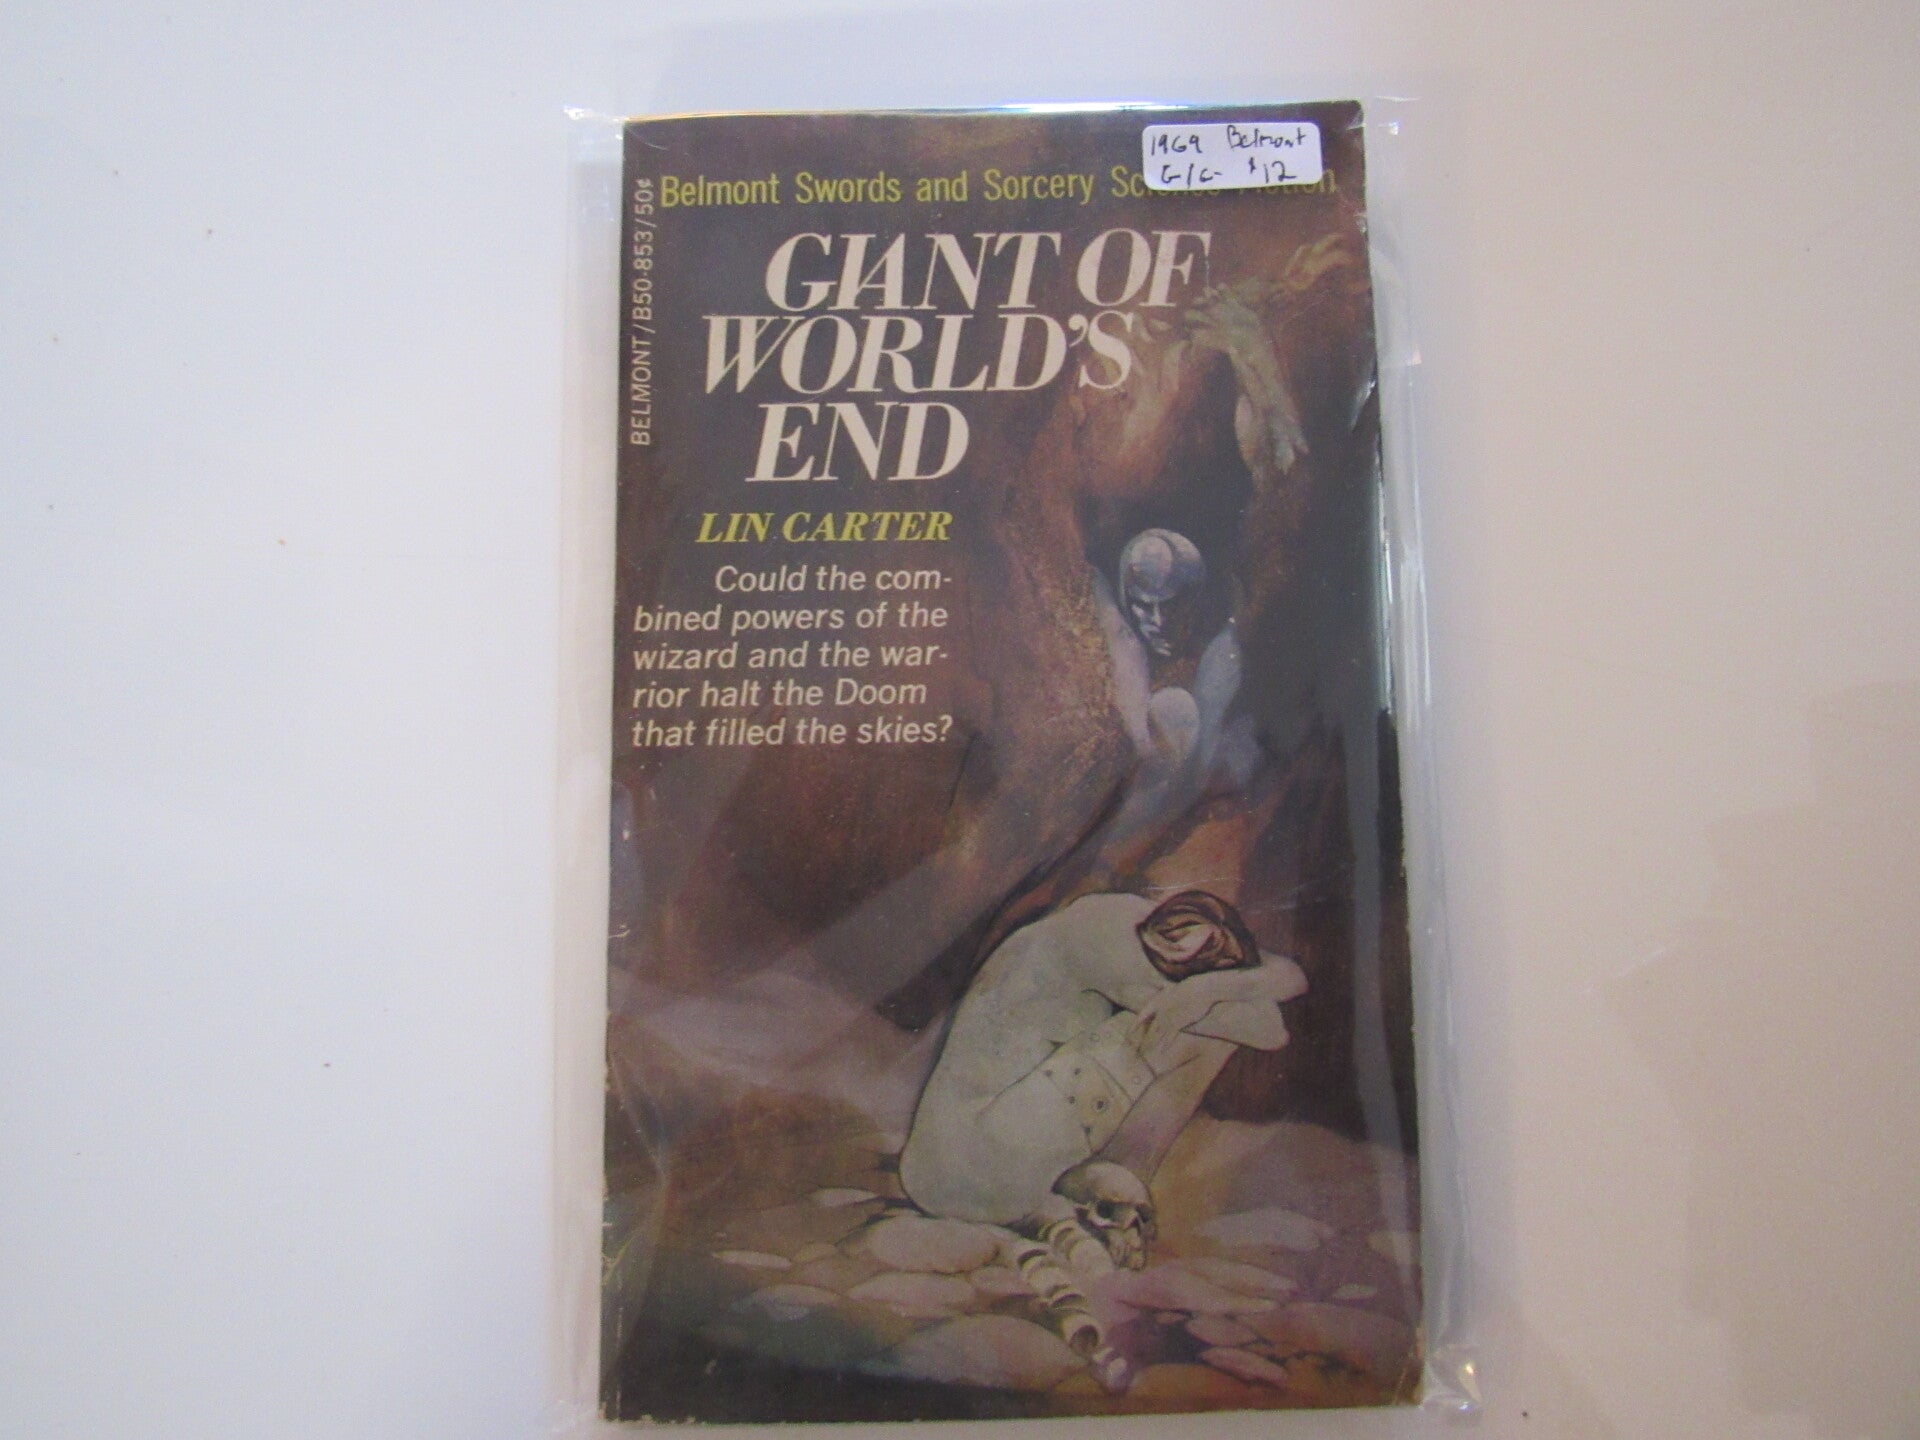 1969 Belmont
G/G- $12
Belmont Swords and Sorcery Science Fiction
BELMONT/B50-853/50¢
GIANT OF
WORLD'S
END
LIN CARTER
Could the com-
bined powers of the
wizard and the war-
rior halt the Doom
that filled the skies?